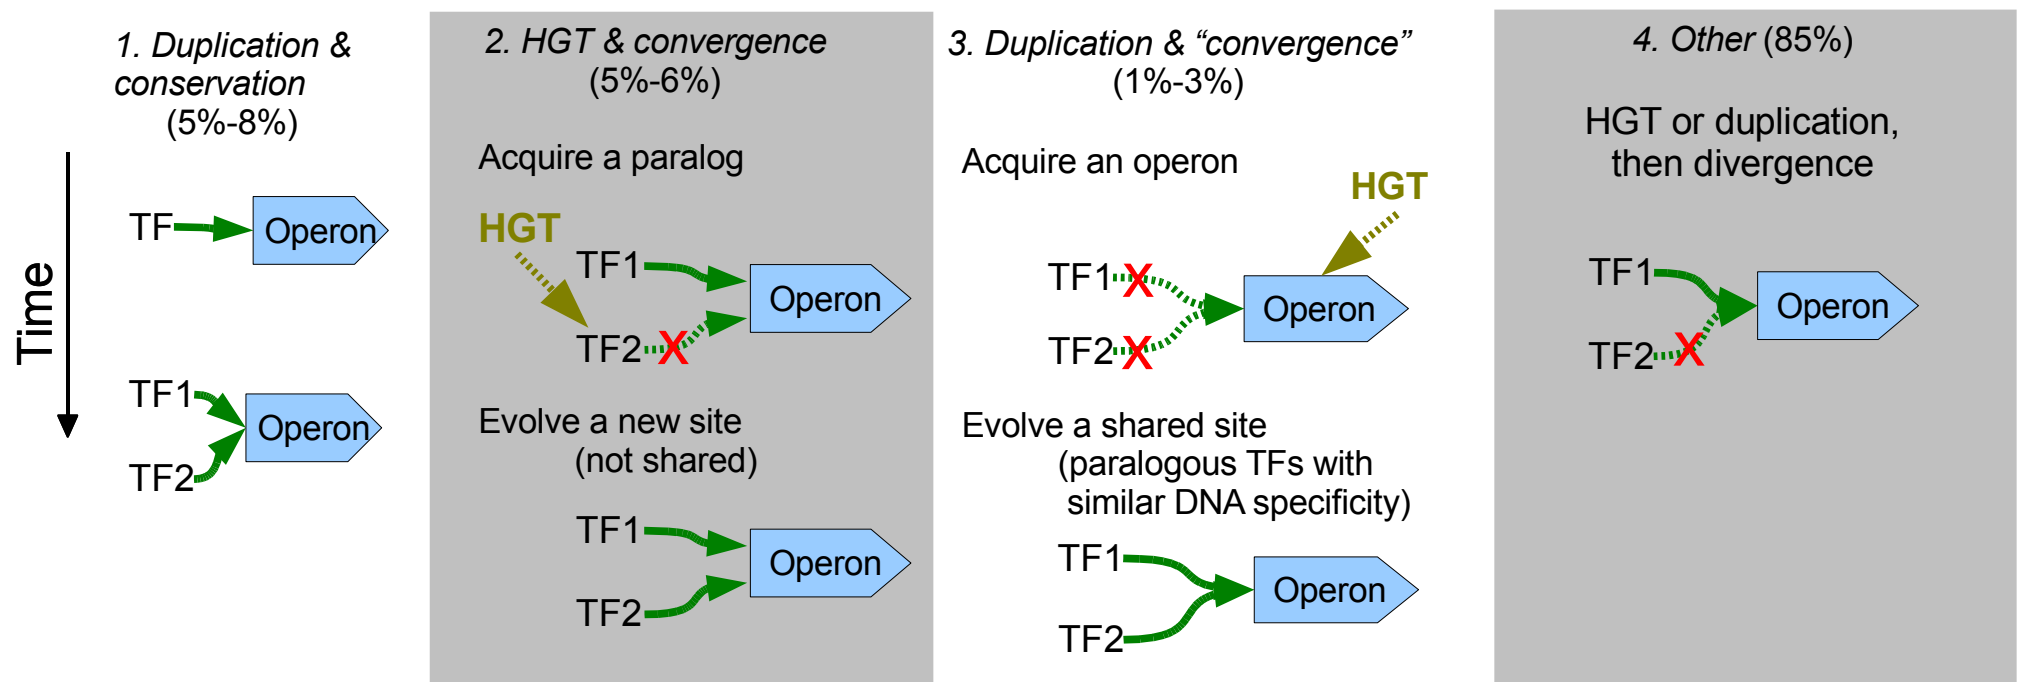 1. Duplication &
conservation
(5%-8%)
Time
TF
Operon
TF1
TF2
Operon
2. HGT & convergence
(5%-6%)
Acquire a paralog
HGT
TF1
TF2
X
Operon
Evolve a new site
(not shared)
TF1
TF2
Operon
3. Duplication & “convergence”
(1%-3%)
Acquire an operon
HGT
TF1
X
TF2
X
Operon
Evolve a shared site
(paralogous TFs with
similar DNA specificity)
TF1
TF2
Operon
4. Other (85%)
HGT or duplication,
then divergence
TF1
TF2
X
Operon